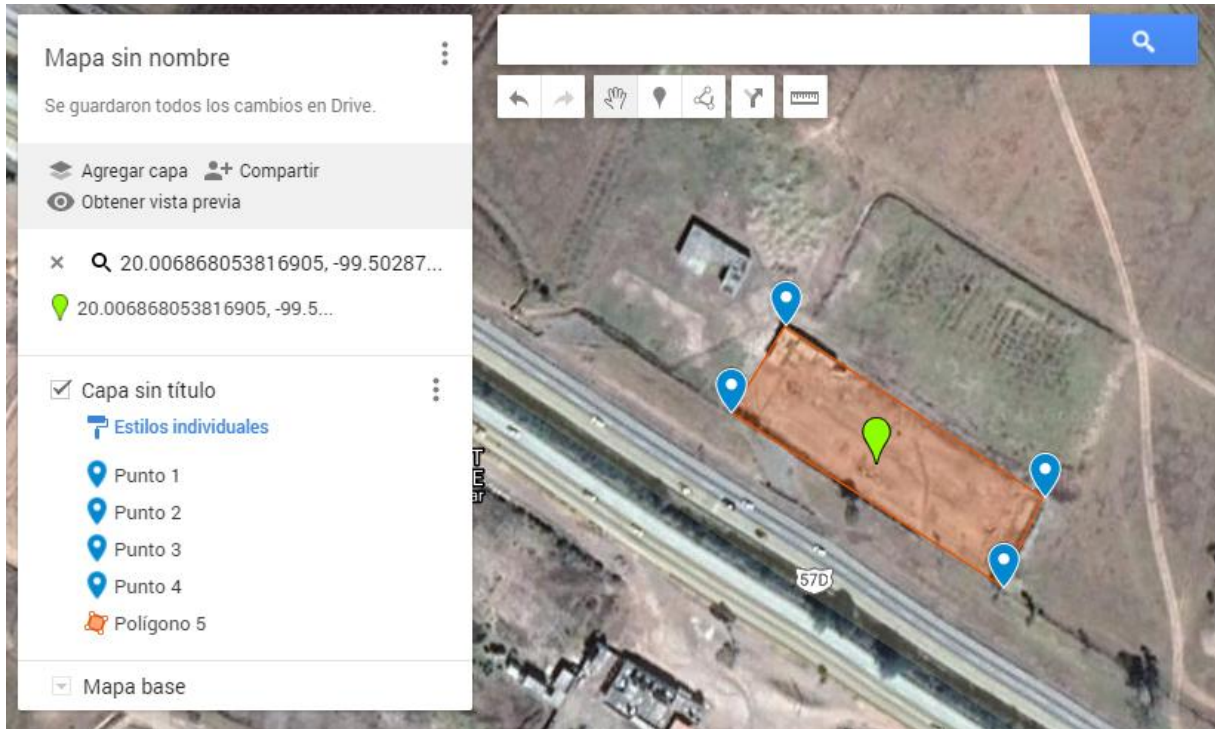 Mapa sin nombre
Se guardaron todos los cambios en Drive.
Agregar capa Compartir
Obtener vista previa
20.006868053816905, -99.50287...
20.006868053816905, -99.5...
Capa sin título
Estilos individuales
Punto 1
Punto 2
Punto 3
Punto 4
Polígono 5
Mapa base
T
E
ar
57D